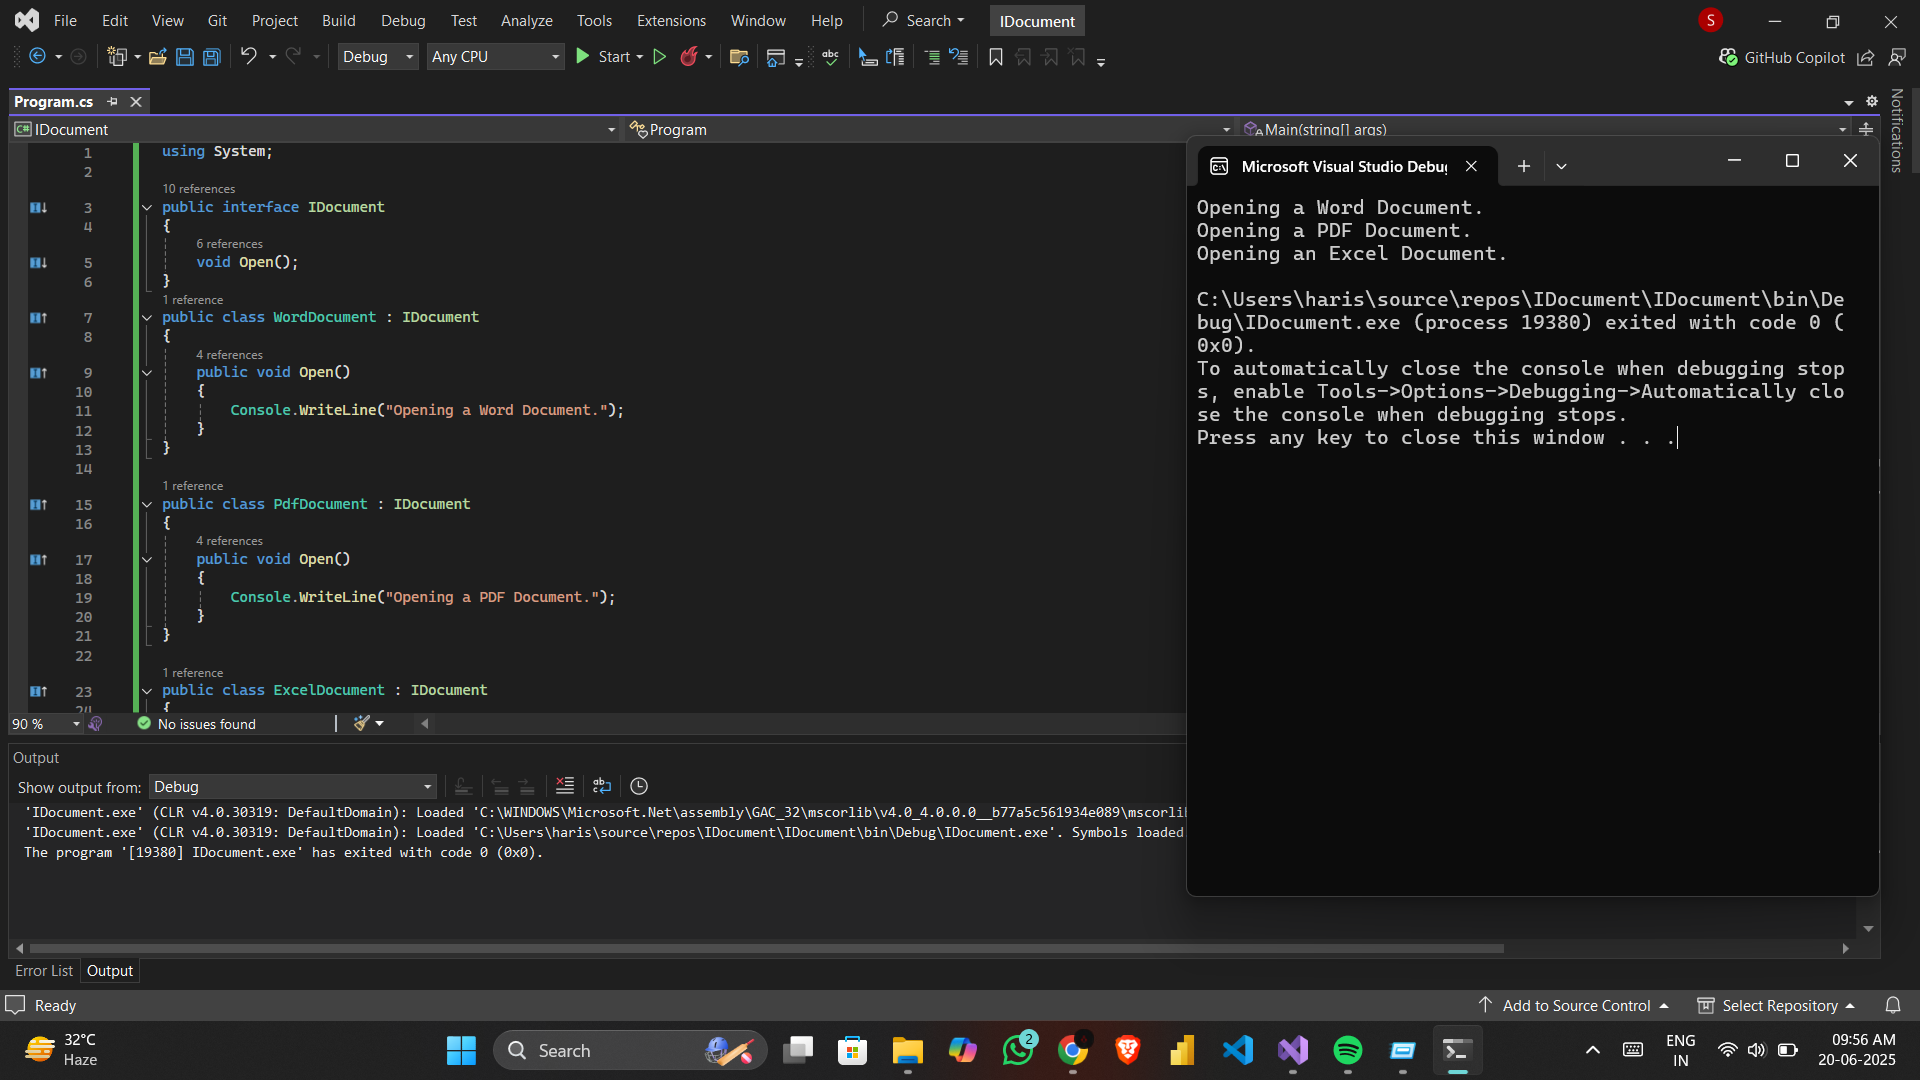 File Edit View Git Project Build Debug Test Analyze Tools Extensions Window Help Search IDocument S
Debug Any CPU Start GitHub Copilot
Program.cs
Notifications
IDocument Program Main(string[] args)
1 using System;
2
10 references
3 public interface IDocument
4 {
6 references
5 void Open();
6 }
1 reference
7 public class WordDocument : IDocument
8 {
4 references
9 public void Open()
10 {
11 Console.WriteLine("Opening a Word Document.");
12 }
13 }
14
1 reference
15 public class PdfDocument : IDocument
16 {
4 references
17 public void Open()
18 {
19 Console.WriteLine("Opening a PDF Document.");
20 }
21 }
22
1 reference
23 public class ExcelDocument : IDocument
24 {
90 % No issues found
Microsoft Visual Studio Debug
Opening a Word Document.
Opening a PDF Document.
Opening an Excel Document.
C:\Users\haris\source\repos\IDocument\IDocument\bin\De
bug\IDocument.exe (process 19380) exited with code 0 (
0x0).
To automatically close the console when debugging stop
s, enable Tools->Options->Debugging->Automatically clo
se the console when debugging stops.
Press any key to close this window . . .
Output
Show output from: Debug
'IDocument.exe' (CLR v4.0.30319: DefaultDomain): Loaded 'C:\WINDOWS\Microsoft.Net\assembly\GAC_32\mscorlib\v4.0_4.0.0.0__b77a5c561934e089\mscorlib
'IDocument.exe' (CLR v4.0.30319: DefaultDomain): Loaded 'C:\Users\haris\source\repos\IDocument\IDocument\bin\Debug\IDocument.exe'. Symbols loaded
The program '[19380] IDocument.exe' has exited with code 0 (0x0).
Error List Output
Ready Add to Source Control Select Repository
32°C
Haze
Search
2
ENG
IN
09:56 AM
20-06-2025